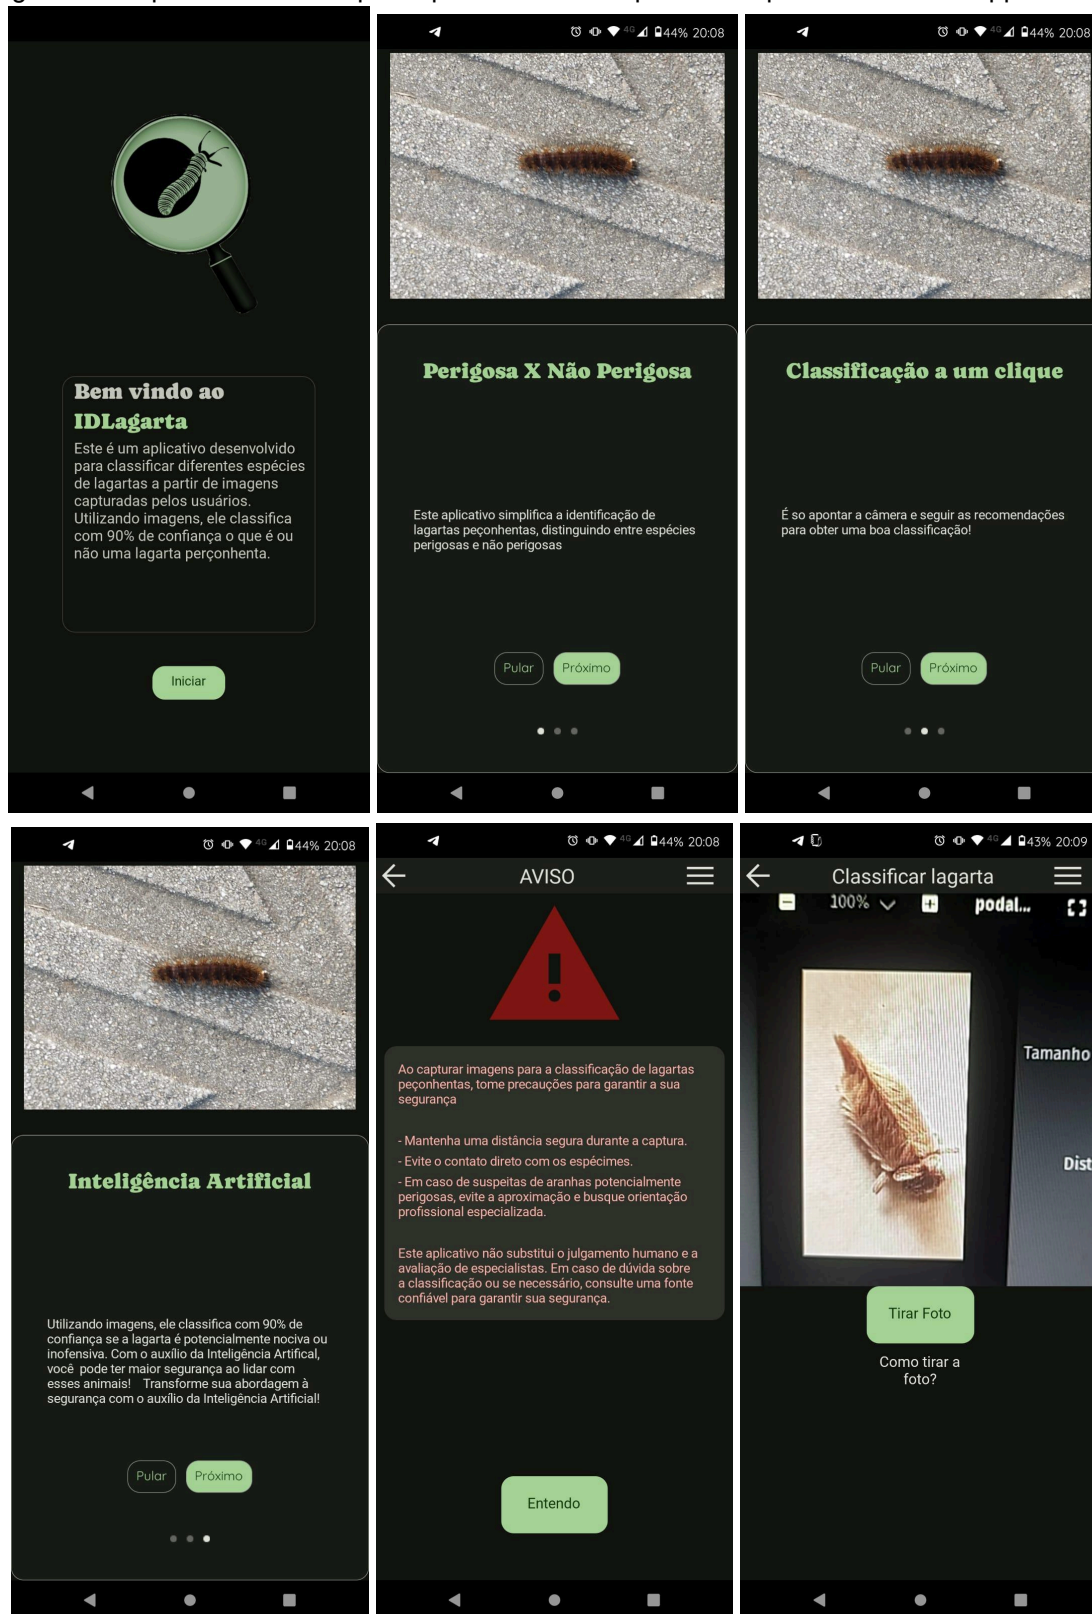 44% 20:08
44% 20:08
4G
4G
Bem vindo ao
IDLagarta
Este é um aplicativo desenvolvido
para classificar diferentes espécies
de lagartas a partir de imagens
capturadas pelos usuários.
Utilizando imagens, ele classifica
com 90% de confiança o que é ou
não uma lagarta perçonhenta.
Iniciar
Perigosa X Não Perigosa
Este aplicativo simplifica a identificação de
lagartas peçonhentas, distinguindo entre espécies
perigosas e não perigosas
Pular
Próximo
Classificação a um clique
É so apontar a câmera e seguir as recomendações
para obter uma boa classificação!
Pular
Próximo
4G 44% 20:08
Inteligência Artificial
Utilizando imagens, ele classifica com 90% de
confiança se a lagarta é potencialmente nociva ou
inofensiva. Com o auxílio da Inteligência Artifical,
você pode ter maior segurança ao lidar com
esses animais! Transforme sua abordagem à
segurança com o auxílio da Inteligência Artificial!
Pular
Próximo
4G 44% 20:08
AVISO
!
Ao capturar imagens para a classificação de lagartas
peçonhentas, tome precauções para garantir a sua
segurança
- Mantenha uma distância segura durante a captura.
- Evite o contato direto com os espécimes.
- Em caso de suspeitas de aranhas potencialmente
perigosas, evite a aproximação e busque orientação
profissional especializada.
Este aplicativo não substitui o julgamento humano e a
avaliação de especialistas. Em caso de dúvida sobre
a classificação ou se necessário, consulte uma fonte
confiável para garantir sua segurança.
Entendo
4G 43% 20:09
Classificar lagarta
100%
podal...
Tamanho
Dist
Tirar Foto
Como tirar a
foto?